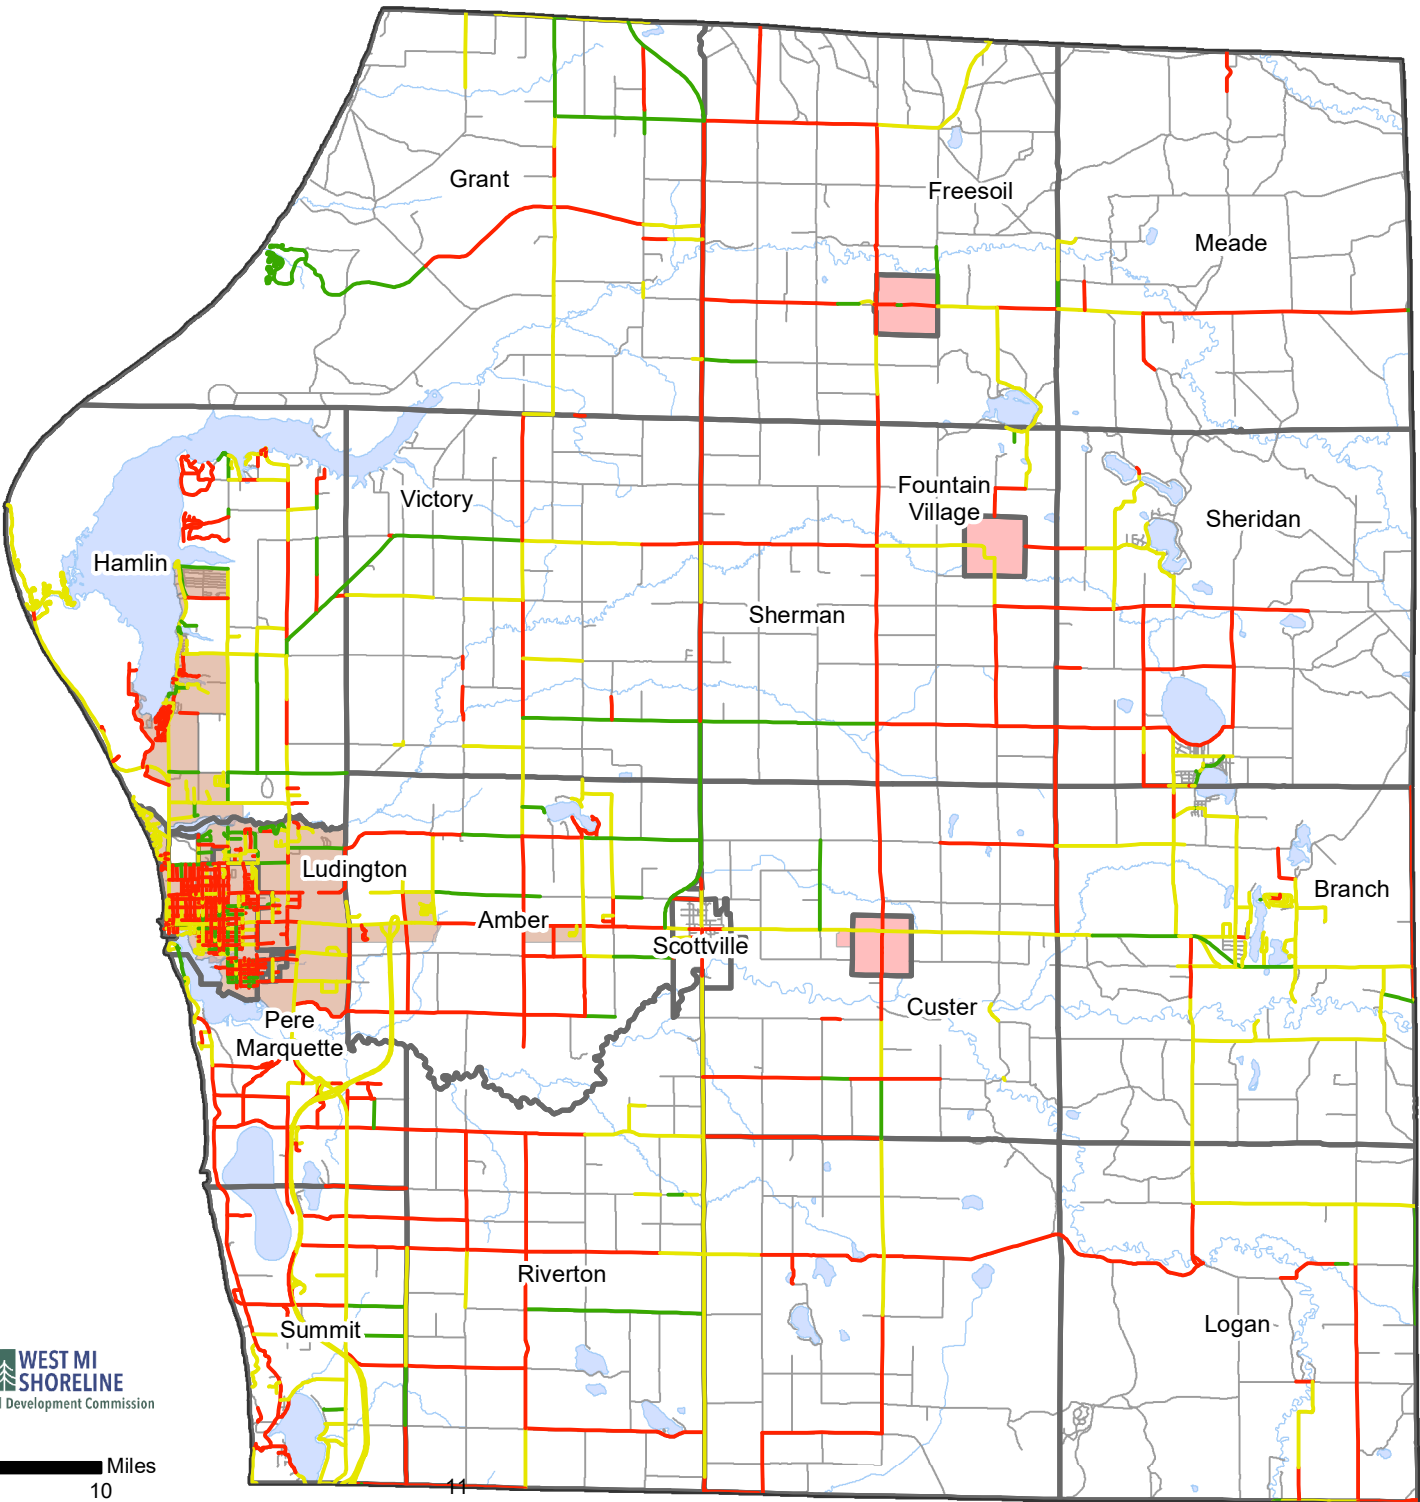 Grant
Freesoil
Meade
Victory
Fountain
Village
Sheridan
Hamlin
Sherman
Ludington
Branch
Amber
Scottville
Custer
Pere
Marquette
Riverton
Summit
Logan
WEST MI
SHORELINE
Development Commission
Miles
10
11